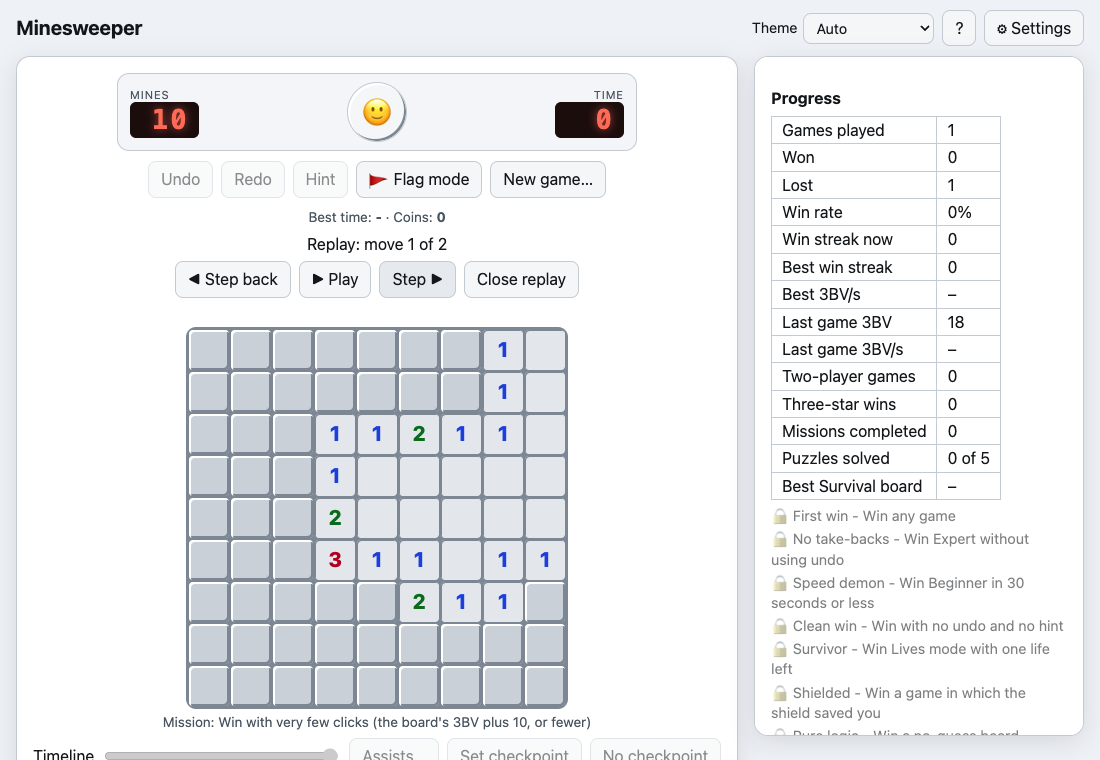 Minesweeper
Theme Auto ? ⚙ Settings
MINES
10
TIME
0
Undo Redo Hint Flag mode New game...
Best time: - · Coins: 0
Replay: move 1 of 2
◀ Step back ▶ Play Step ▶ Close replay
1
1
1 1 2 1 1
1
2
3 1 1 1 1
2 1 1
Mission: Win with very few clicks (the board's 3BV plus 10, or fewer)
Timeline Assists... Set checkpoint No checkpoint
Progress
Games played 1
Won 0
Lost 1
Win rate 0%
Win streak now 0
Best win streak 0
Best 3BV/s –
Last game 3BV 18
Last game 3BV/s –
Two-player games 0
Three-star wins 0
Missions completed 0
Puzzles solved 0 of 5
Best Survival board –
🔒 First win - Win any game
🔒 No take-backs - Win Expert without
using undo
🔒 Speed demon - Win Beginner in 30
seconds or less
🔒 Clean win - Win with no undo and no hint
🔒 Survivor - Win Lives mode with one life
left
🔒 Shielded - Win a game in which the
shield saved you